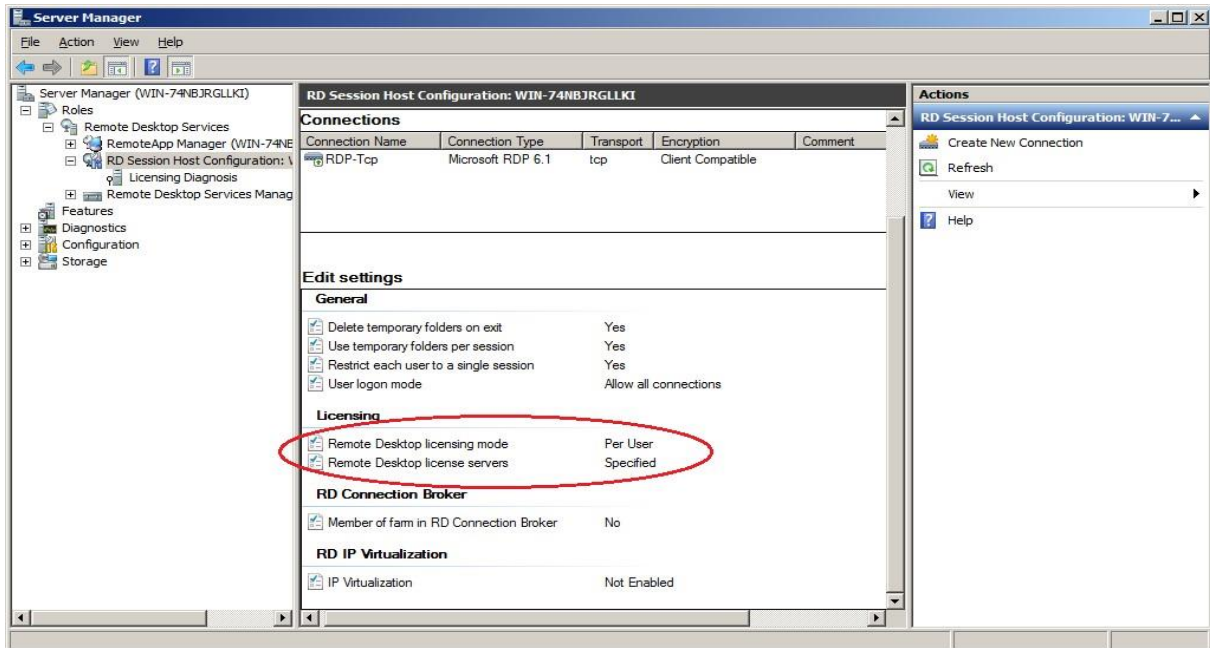 Server Manager
File Action View Help
Server Manager (WIN-74NBJRGLLKI)
Roles
Remote Desktop Services
RemoteApp Manager (WIN-74NE
RD Session Host Configuration: \
Licensing Diagnosis
Remote Desktop Services Manag
Features
Diagnostics
Configuration
Storage
RD Session Host Configuration: WIN-74NBJRGLLKI
Connections
Connection Name Connection Type Transport Encryption Comment
RDP-Tcp Microsoft RDP 6.1 tcp Client Compatible
Edit settings
General
Delete temporary folders on exit Yes
Use temporary folders per session Yes
Restrict each user to a single session Yes
User logon mode Allow all connections
Licensing
Remote Desktop licensing mode Per User
Remote Desktop license servers Specified
RD Connection Broker
Member of farm in RD Connection Broker No
RD IP Virtualization
IP Virtualization Not Enabled
Actions
RD Session Host Configuration: WIN-7...
Create New Connection
Refresh
View
Help